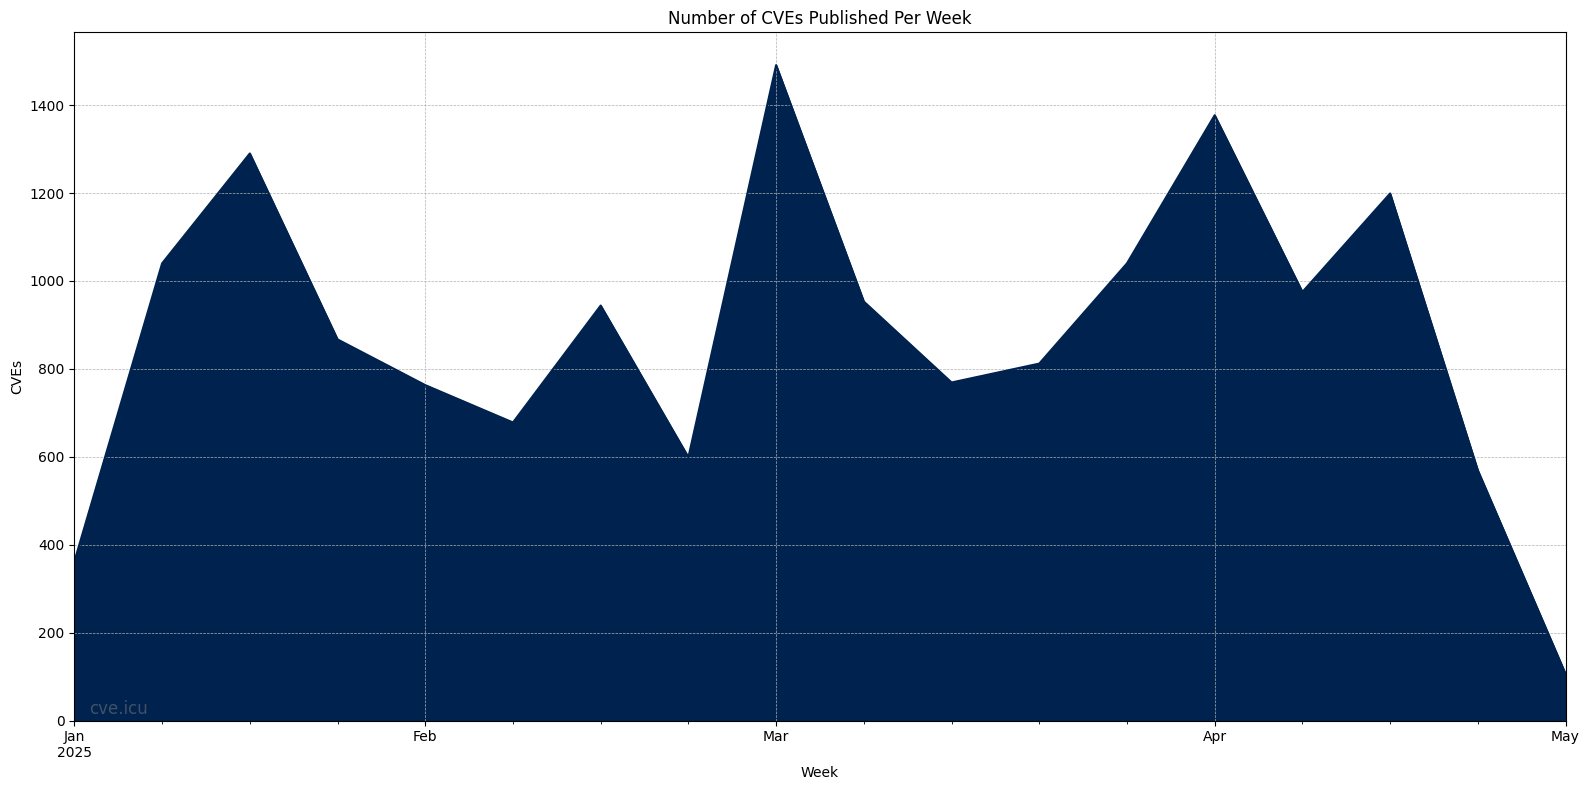 Number of CVEs Published Per Week
1400
1200
1000
800
600
400
200
0
CVEs
cve.icu
Jan Feb Mar Apr May
2025
Week